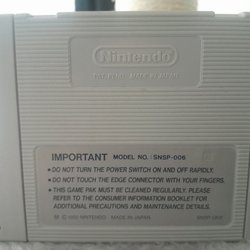 Nintendo
PAT. PEND. MADE IN JAPAN
IMPORTANT MODEL NO.: SNSP-006
• DO NOT TURN THE POWER SWITCH ON AND OFF RAPIDLY.
• DO NOT TOUCH THE EDGE CONNECTOR WITH YOUR FINGERS.
• THIS GAME PAK MUST BE CLEANED REGULARLY. PLEASE
REFER TO THE CONSUMER INFORMATION BOOKLET FOR
ADDITIONAL PRECAUTIONS AND MAINTENANCE DETAILS.
© 1992 NINTENDO MADE IN JAPAN